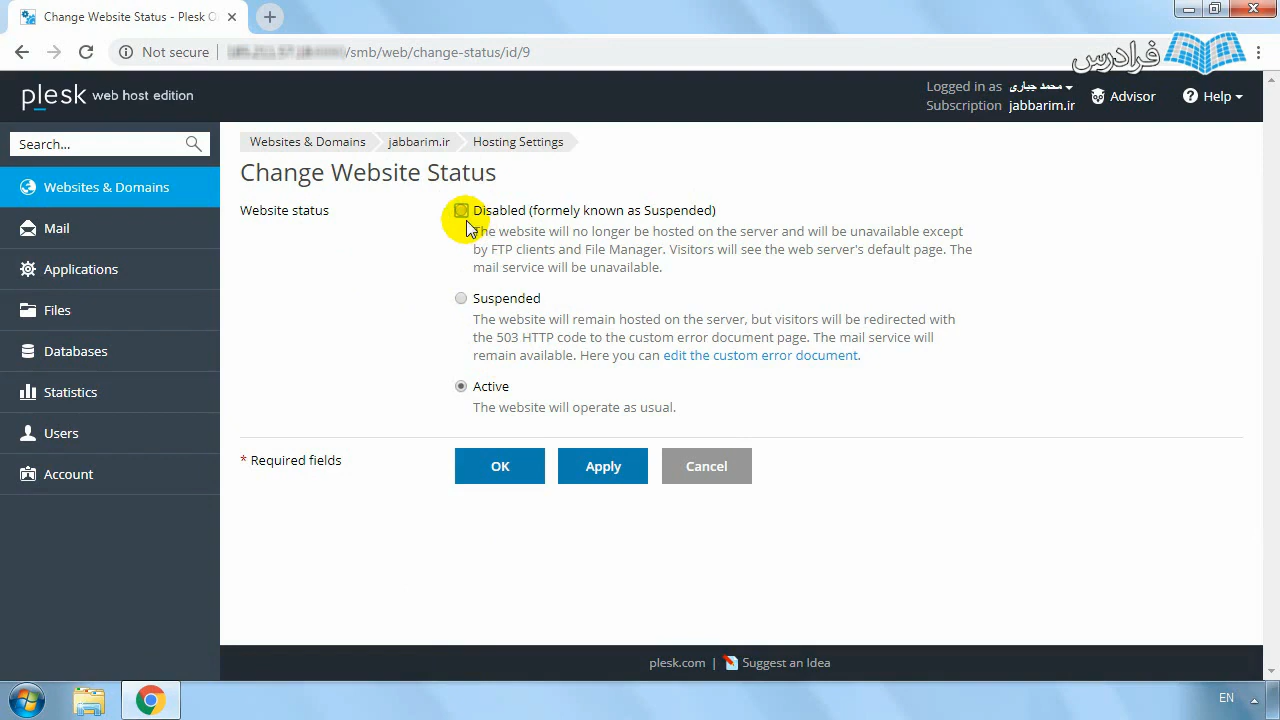 Change Website Status - Plesk O
Not secure
/smb/web/change-status/id/9
فرادرس
plesk web host edition
Logged in as محمد جباری
Subscription jabbarim.ir
Advisor
Help
Search...
Websites & Domains
Mail
Applications
Files
Databases
Statistics
Users
Account
Websites & Domains jabbarim.ir Hosting Settings
Change Website Status
Website status
Disabled (formely known as Suspended)
The website will no longer be hosted on the server and will be unavailable except
by FTP clients and File Manager. Visitors will see the web server's default page. The
mail service will be unavailable.
Suspended
The website will remain hosted on the server, but visitors will be redirected with
the 503 HTTP code to the custom error document page. The mail service will
remain available. Here you can edit the custom error document.
Active
The website will operate as usual.
* Required fields
OK
Apply
Cancel
plesk.com | Suggest an Idea
EN